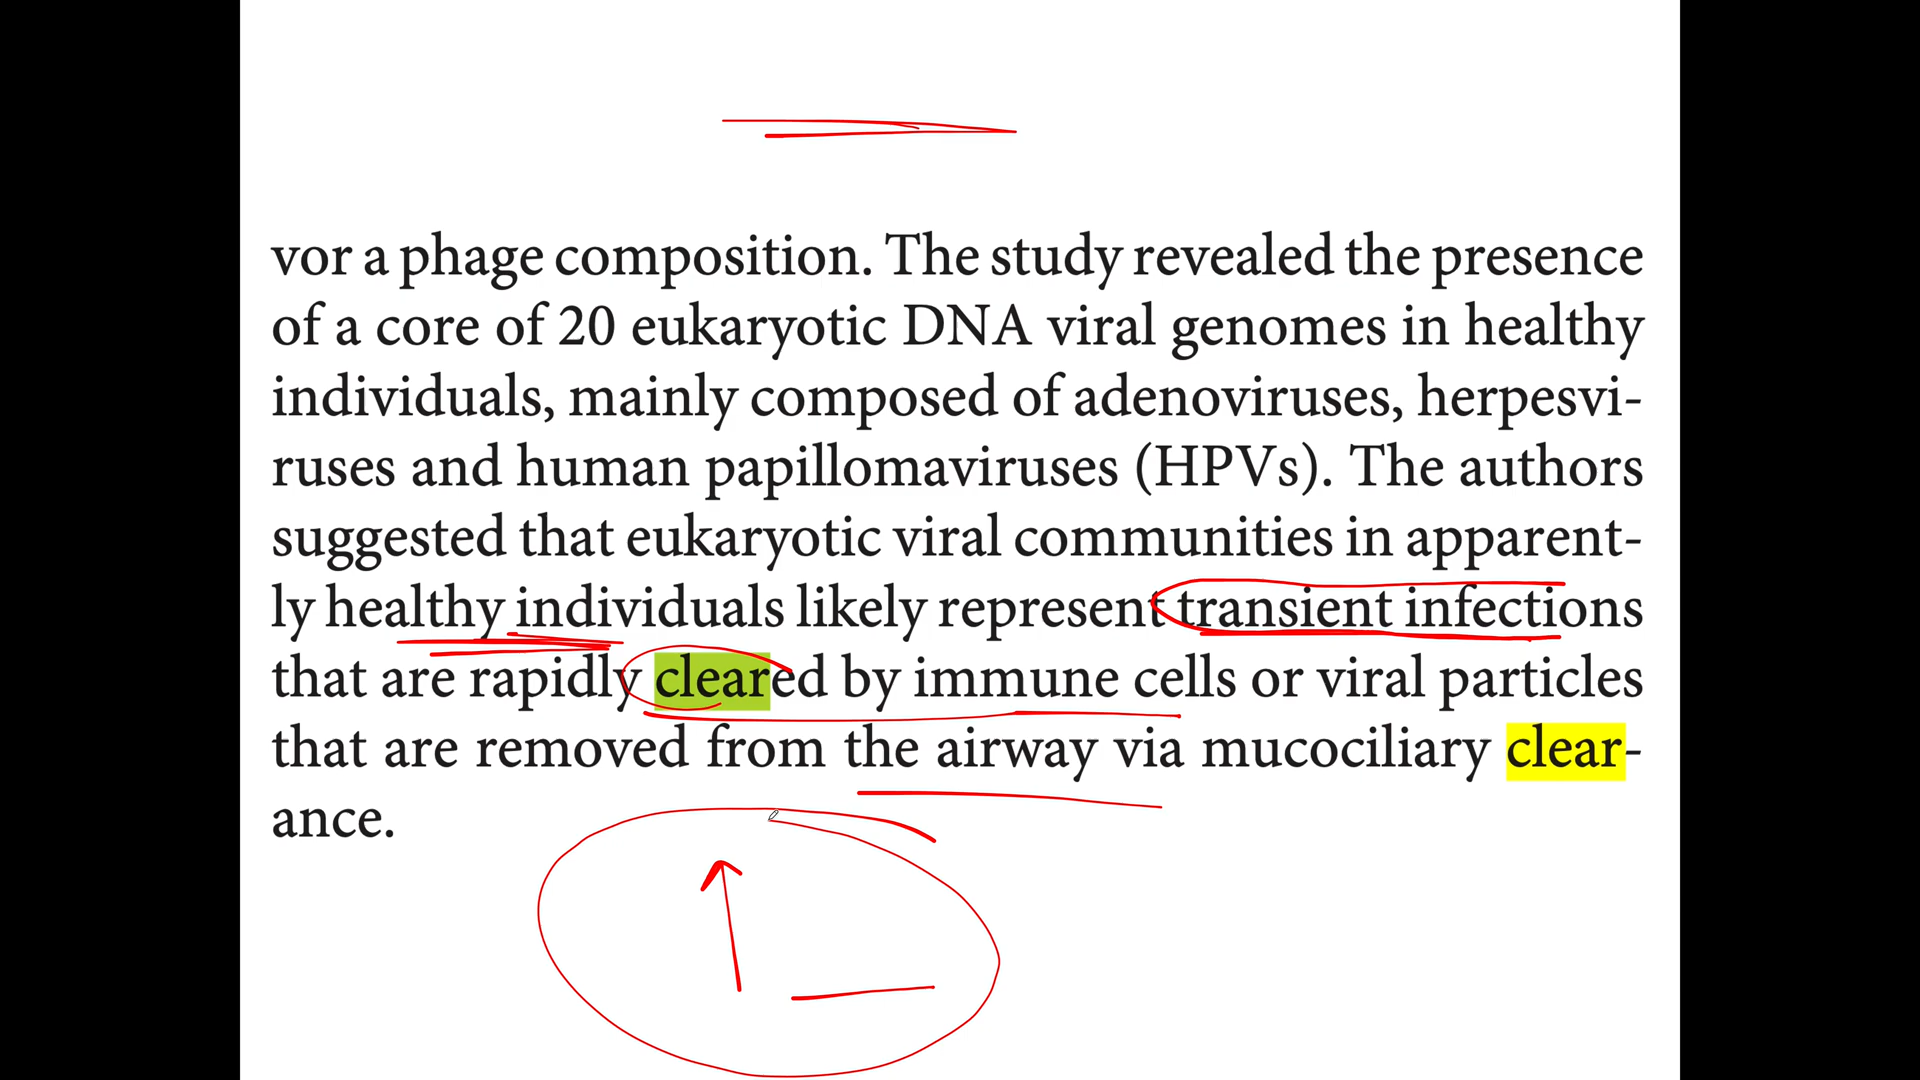 vor a phage composition. The study revealed the presence
of a core of 20 eukaryotic DNA viral genomes in healthy
individuals, mainly composed of adenoviruses, herpesvi-
ruses and human papillomaviruses (HPVs). The authors
suggested that eukaryotic viral communities in apparent-
ly healthy individuals likely represent transient infections
that are rapidly cleared by immune cells or viral particles
that are removed from the airway via mucociliary clear-
ance.